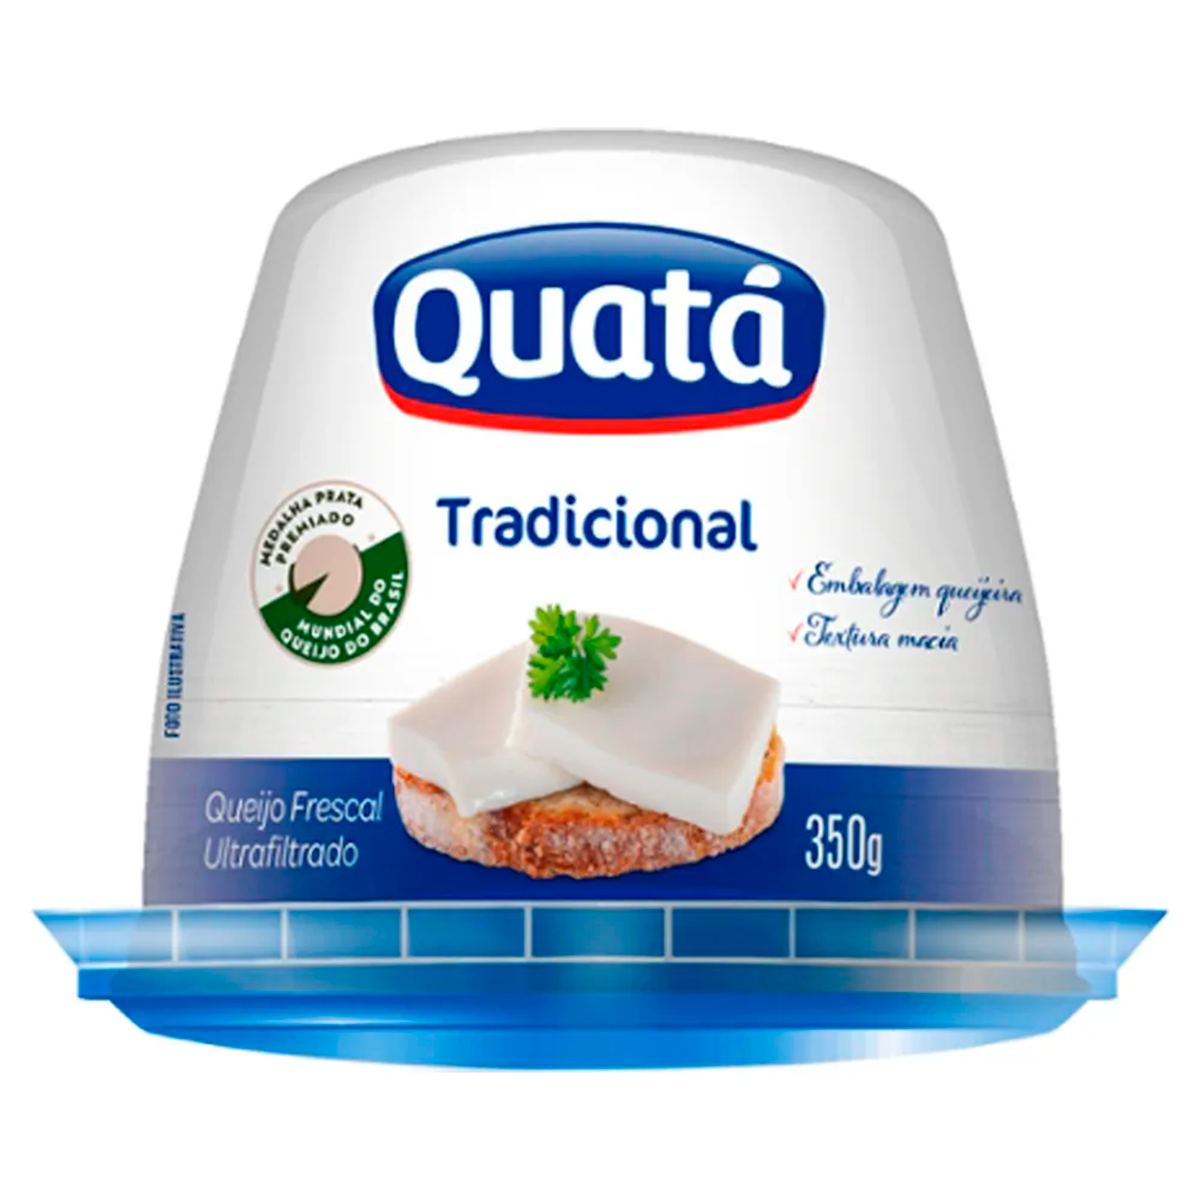 Quatá
Tradicional
MEDALHA PRATA
PREMIADO
MUNDIAL DO
QUEIJO DO BRASIL
Embalagem queijeira
Textura macia
FOTO ILUSTRATIVA
Queijo Frescal
Ultrafiltrado
350g